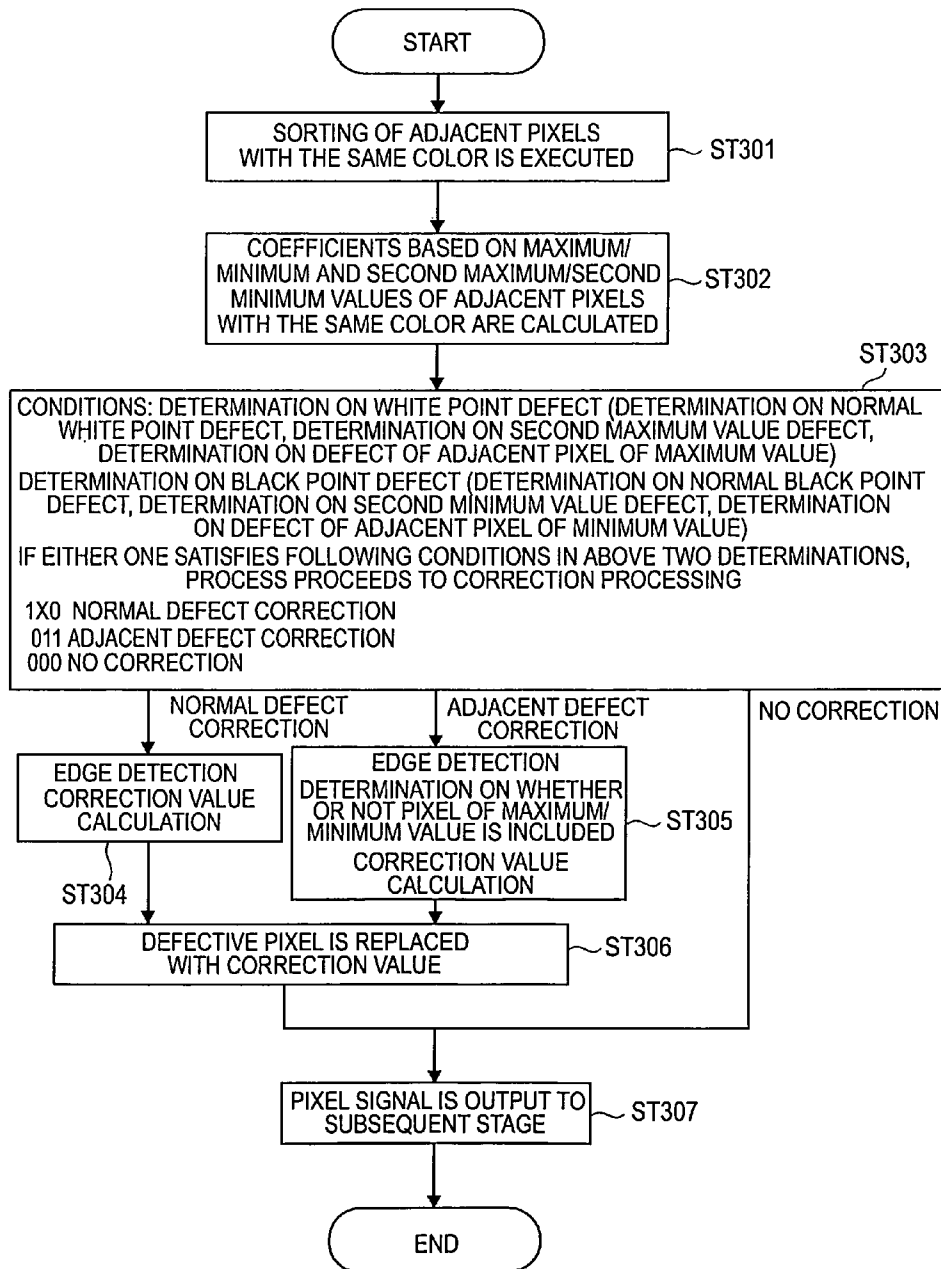 START
SORTING OF ADJACENT PIXELS
WITH THE SAME COLOR IS EXECUTED
ST301
COEFFICIENTS BASED ON MAXIMUM/
MINIMUM AND SECOND MAXIMUM/SECOND
MINIMUM VALUES OF ADJACENT PIXELS
WITH THE SAME COLOR ARE CALCULATED
ST302
ST303
CONDITIONS: DETERMINATION ON WHITE POINT DEFECT (DETERMINATION ON NORMAL
WHITE POINT DEFECT, DETERMINATION ON SECOND MAXIMUM VALUE DEFECT,
DETERMINATION ON DEFECT OF ADJACENT PIXEL OF MAXIMUM VALUE)
DETERMINATION ON BLACK POINT DEFECT (DETERMINATION ON NORMAL BLACK POINT
DEFECT, DETERMINATION ON SECOND MINIMUM VALUE DEFECT, DETERMINATION
ON DEFECT OF ADJACENT PIXEL OF MINIMUM VALUE)
IF EITHER ONE SATISFIES FOLLOWING CONDITIONS IN ABOVE TWO DETERMINATIONS,
PROCESS PROCEEDS TO CORRECTION PROCESSING
1X0 NORMAL DEFECT CORRECTION
011 ADJACENT DEFECT CORRECTION
000 NO CORRECTION
NORMAL DEFECT
CORRECTION
ADJACENT DEFECT
CORRECTION
NO CORRECTION
EDGE DETECTION
CORRECTION VALUE
CALCULATION
ST304
EDGE DETECTION
DETERMINATION ON WHETHER
OR NOT PIXEL OF MAXIMUM/
MINIMUM VALUE IS INCLUDED
CORRECTION VALUE
CALCULATION
ST305
DEFECTIVE PIXEL IS REPLACED
WITH CORRECTION VALUE
ST306
PIXEL SIGNAL IS OUTPUT TO
SUBSEQUENT STAGE
ST307
END